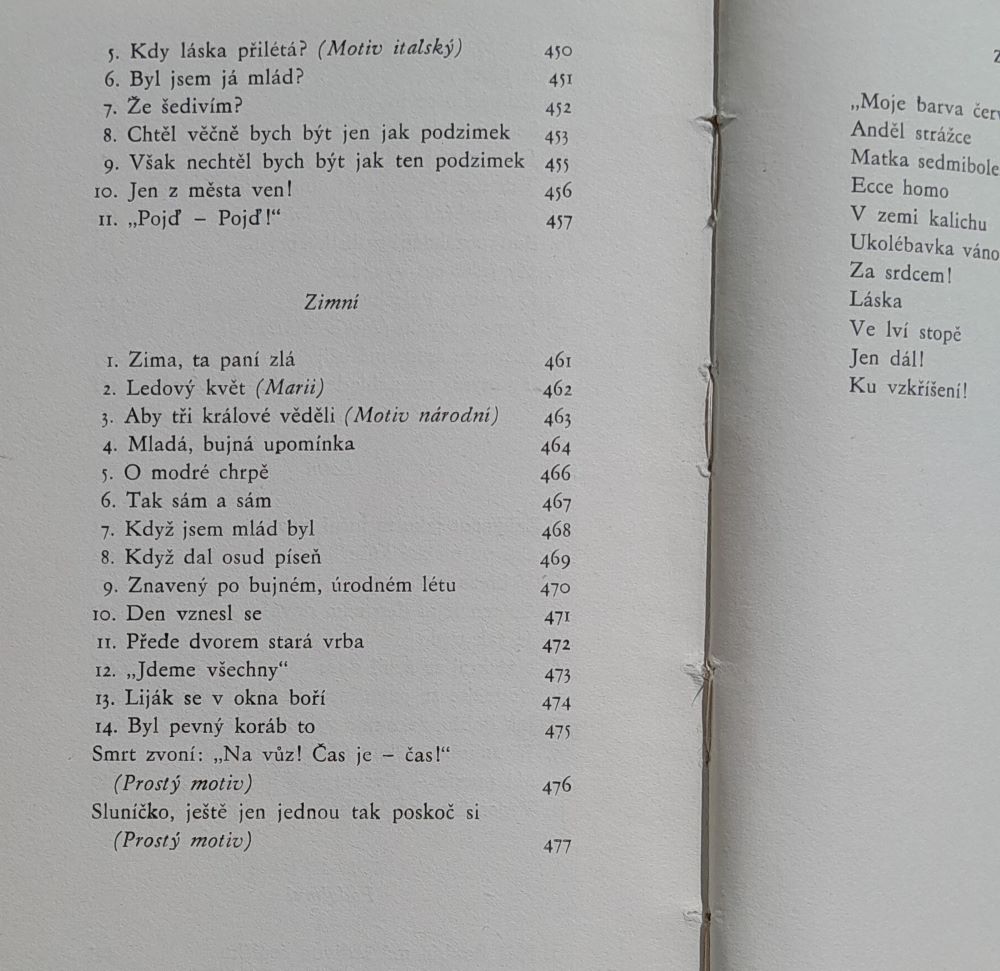 5. Kdy láska přilétá? (Motiv italský) 450
6. Byl jsem já mlád? 451
7. Že šedivím? 452
8. Chtěl věčně bych být jen jak podzimek 453
9. Však nechtěl bych být jak ten podzimek 455
10. Jen z města ven! 456
11. „Pojď – Pojď!“ 457
Zimní
1. Zima, ta paní zlá 461
2. Ledový květ (Marii) 462
3. Aby tři králové věděli (Motiv národní) 463
4. Mladá, bujná upomínka 464
5. O modré chrpě 466
6. Tak sám a sám 467
7. Když jsem mlád byl 468
8. Když dal osud píseň 469
9. Znavený po bujném, úrodném létu 470
10. Den vznesl se 471
11. Přede dvorem stará vrba 472
12. „Jdeme všechny“ 473
13. Liják se v okna boří 474
14. Byl pevný koráb to 475
Smrt zvoní: „Na vůz! Čas je – čas!“
(Prostý motiv) 476
Sluníčko, ještě jen jednou tak poskoč si
(Prostý motiv) 477
„Moje barva
Anděl strážce
Matka
Ecce homo
V zemi kalichu
Ukolébavka
Za srdcem!
Láska
Ve lví stopě
Jen dál!
Ku vzkříšení!